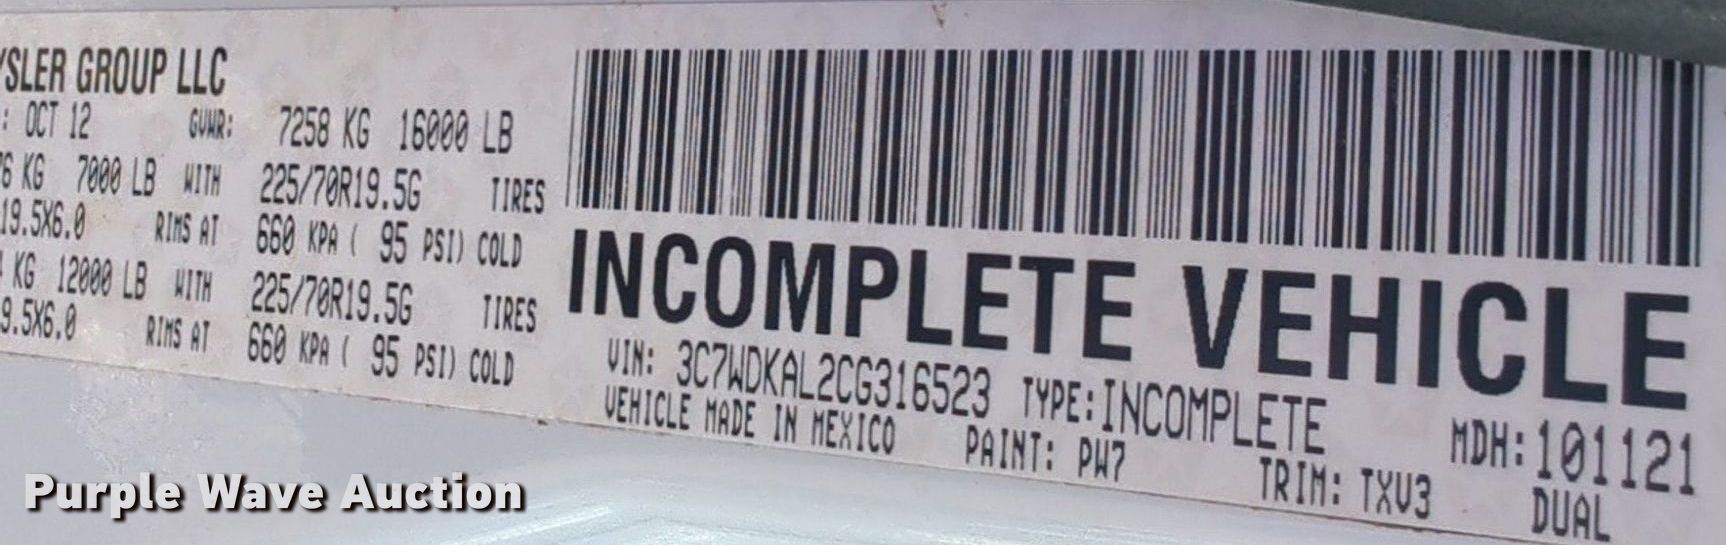 YSLER GROUP LLC
: OCT 12 GVWR: 7258 KG 16000 LB
6 KG 7000 LB WITH 225/70R19.5G TIRES
19.5X6.0 RIMS AT 660 KPA ( 95 PSI) COLD
KG 12000 LB WITH 225/70R19.5G TIRES
9.5X6.0 RIMS AT 660 KPA ( 95 PSI) COLD
INCOMPLETE VEHICLE
VIN: 3C7WDKAL2CG316523 TYPE: INCOMPLETE MDH: 101121
VEHICLE MADE IN MEXICO PAINT: PW7 TRIM: TXV3 DUAL
Purple Wave Auction